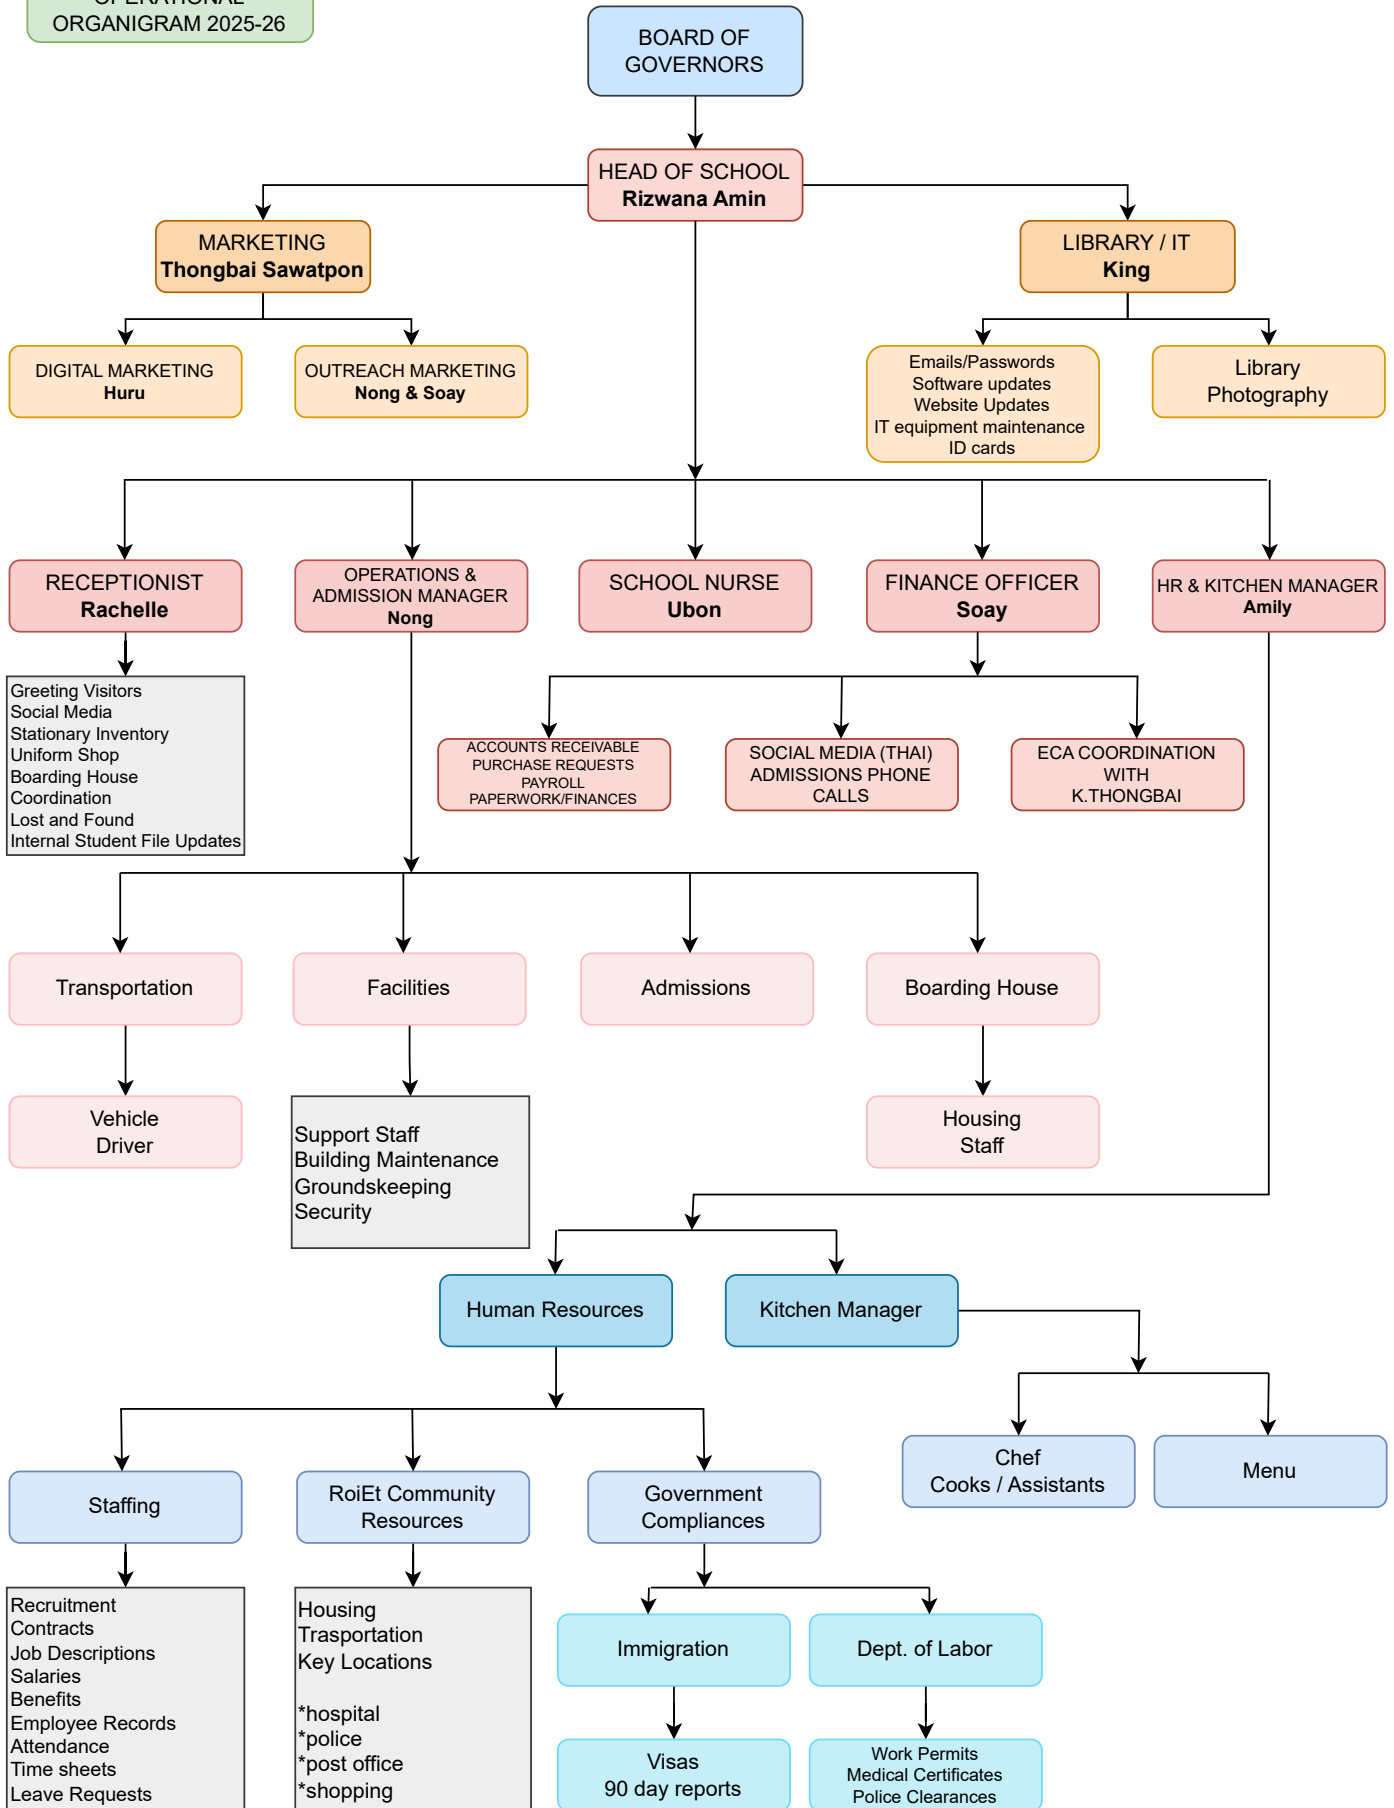 OPERATIONAL
ORGANIGRAM 2025-26
BOARD OF
GOVERNORS
HEAD OF SCHOOL
Rizwana Amin
MARKETING
Thongbai Sawatpon
LIBRARY / IT
King
DIGITAL MARKETING
Huru
OUTREACH MARKETING
Nong & Soay
Emails/Passwords
Software updates
Website Updates
IT equipment maintenance
ID cards
Library
Photography
RECEPTIONIST
Rachelle
OPERATIONS &
ADMISSION MANAGER
Nong
SCHOOL NURSE
Ubon
FINANCE OFFICER
Soay
HR & KITCHEN MANAGER
Amily
Greeting Visitors
Social Media
Stationary Inventory
Uniform Shop
Boarding House
Coordination
Lost and Found
Internal Student File Updates
ACCOUNTS RECEIVABLE
PURCHASE REQUESTS
PAYROLL
PAPERWORK/FINANCES
SOCIAL MEDIA (THAI)
ADMISSIONS PHONE
CALLS
ECA COORDINATION
WITH
K.THONGBAI
Transportation
Facilities
Admissions
Boarding House
Vehicle
Driver
Support Staff
Building Maintenance
Groundskeeping
Security
Housing
Staff
Human Resources
Kitchen Manager
Chef
Cooks / Assistants
Menu
Staffing
RoiEt Community
Resources
Government
Compliances
Recruitment
Contracts
Job Descriptions
Salaries
Benefits
Employee Records
Attendance
Time sheets
Leave Requests
Housing
Trasportation
Key Locations
*hospital
*police
*post office
*shopping
Immigration
Dept. of Labor
Visas
90 day reports
Work Permits
Medical Certificates
Police Clearances